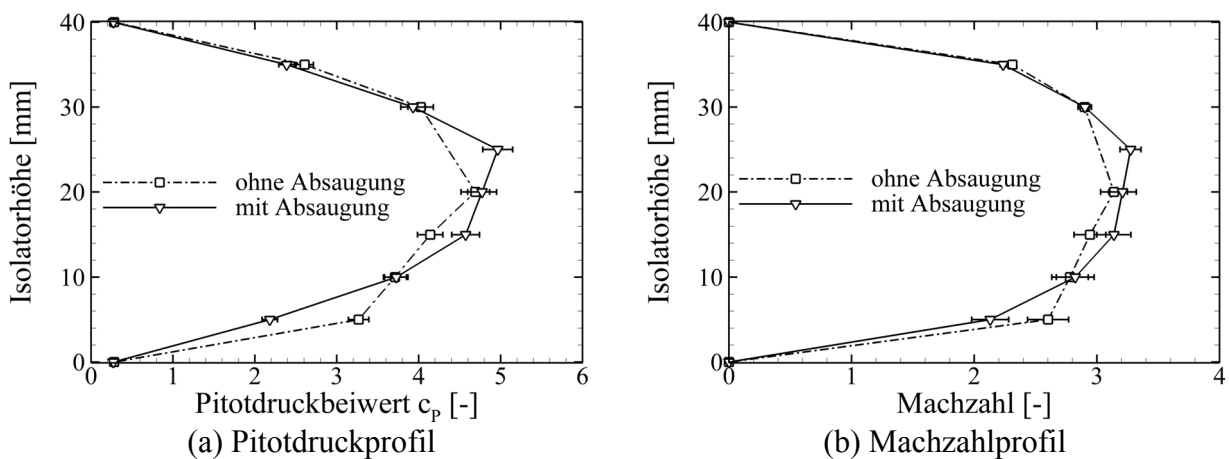 40
30
20
10
0
Isolatorhöhe [mm]
ohne Absaugung
mit Absaugung
0 1 2 3 4 5 6
Pitotdruckbeiwert cP [-]
(a) Pitotdruckprofil
40
30
20
10
0
Isolatorhöhe [mm]
ohne Absaugung
mit Absaugung
0 1 2 3 4
Machzahl [-]
(b) Machzahlprofil